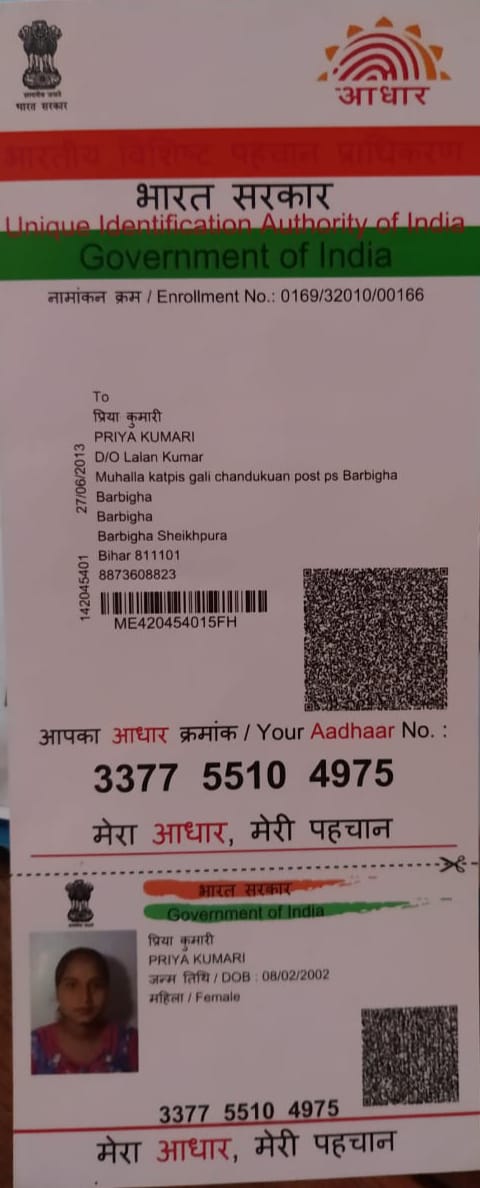 भारत सरकार
आधार
भारतीय विशिष्ट पहचान प्राधिकरण
भारत सरकार
Unique Identification Authority of India
Government of India
नामांकन क्रम / Enrollment No.: 0169/32010/00166
To
प्रिया कुमारी
PRIYA KUMARI
D/O Lalan Kumar
Muhalla katpis gali chandukuan post ps Barbigha
Barbigha
Barbigha
Barbigha Sheikhpura
Bihar 811101
8873608823
27/06/2013
142045401
ME420454015FH
आपका आधार क्रमांक / Your Aadhaar No. :
3377 5510 4975
मेरा आधार, मेरी पहचान
भारत सरकार
Government of India
प्रिया कुमारी
PRIYA KUMARI
जन्म तिथि / DOB : 08/02/2002
महिला / Female
3377 5510 4975
मेरा आधार, मेरी पहचान